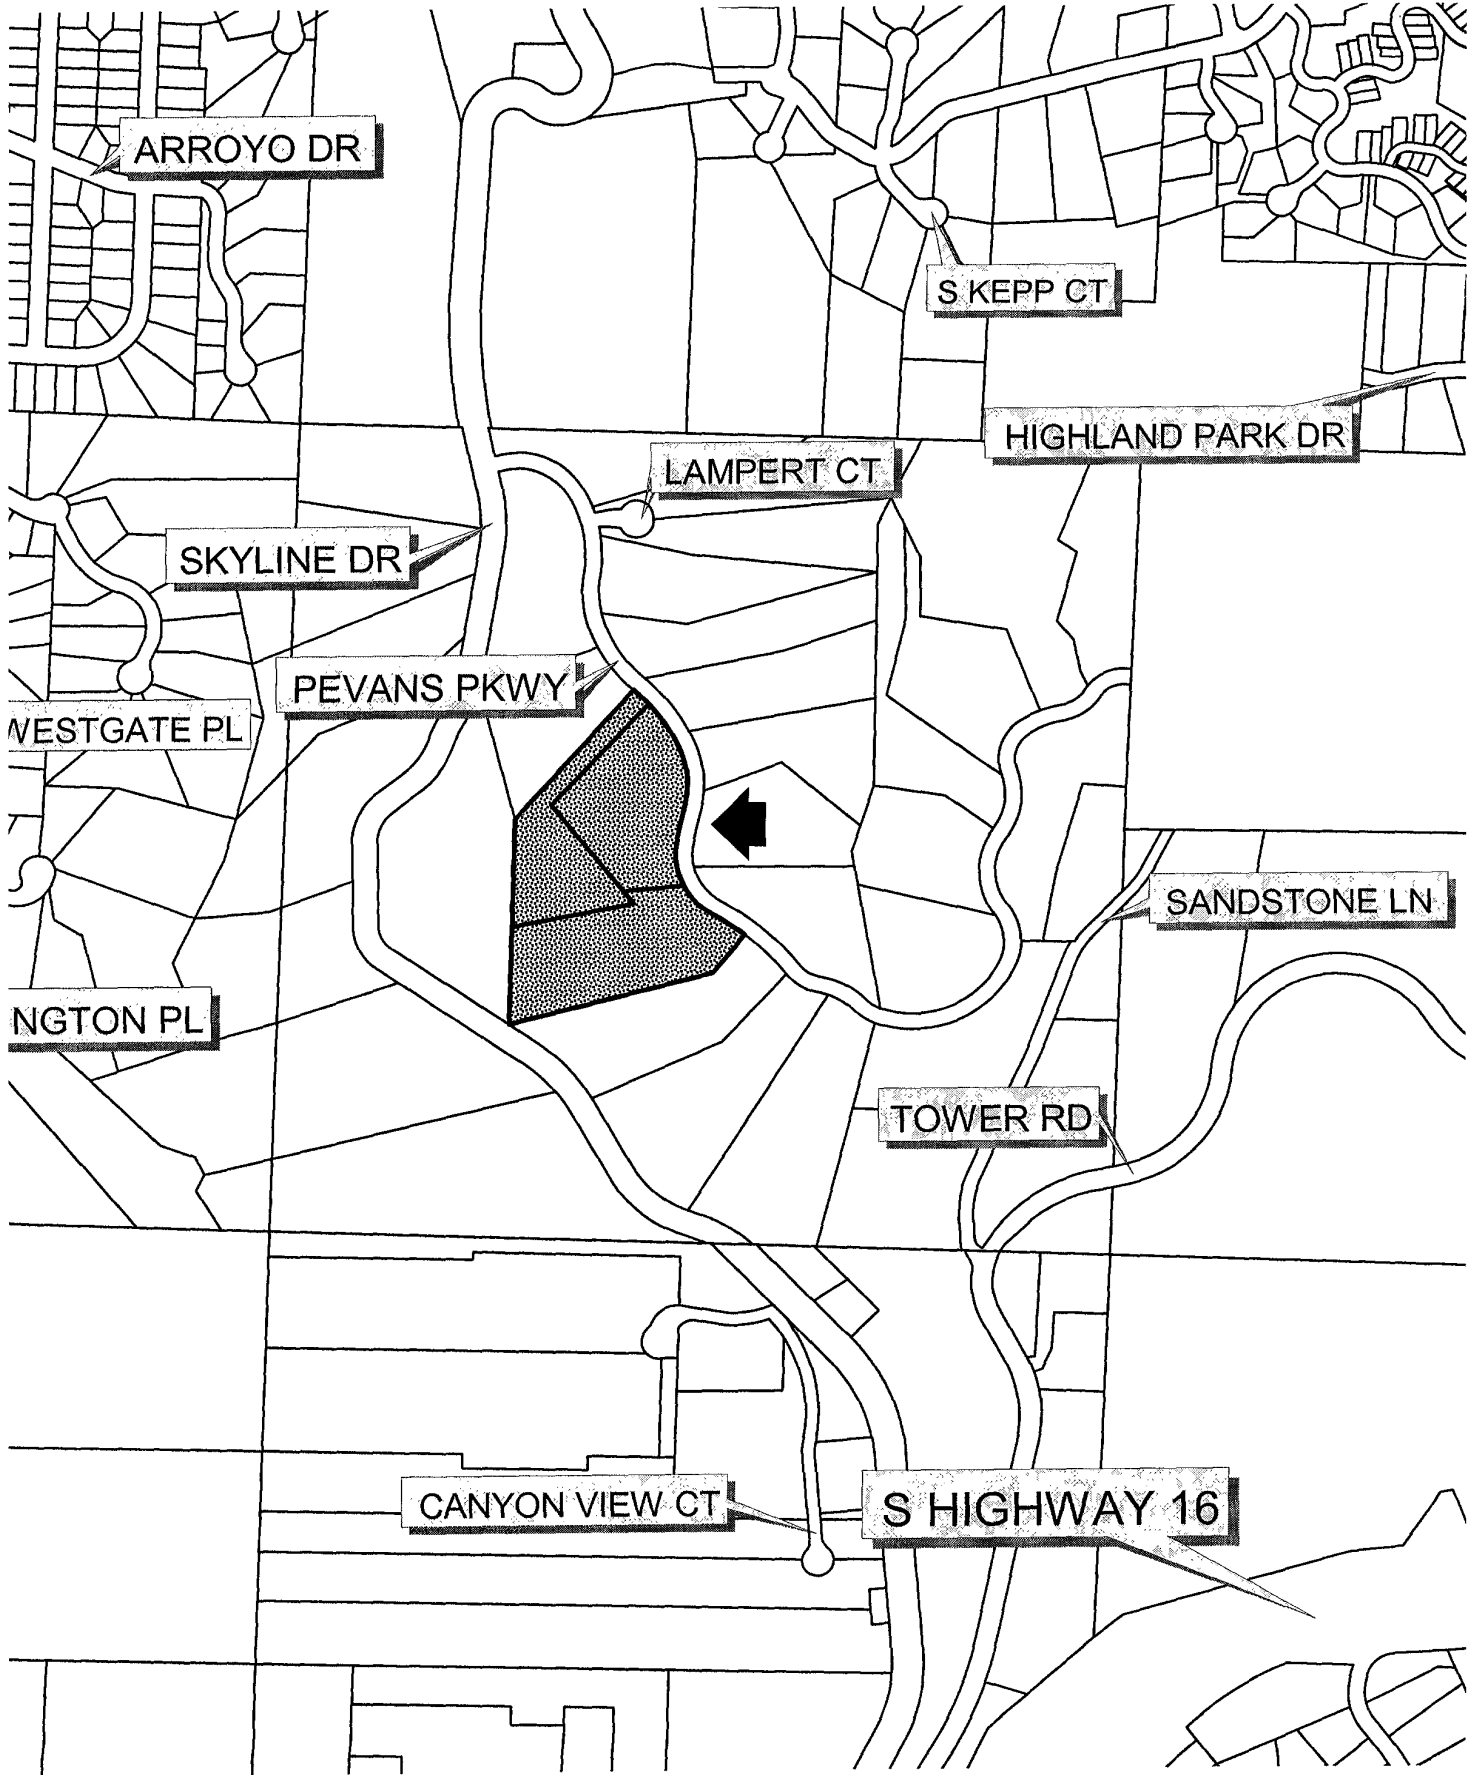 ARROYO DR
S KEPP CT
HIGHLAND PARK DR
LAMPERT CT
SKYLINE DR
PEVANS PKWY
WESTGATE PL
SANDSTONE LN
NGTON PL
TOWER RD
CANYON VIEW CT
S HIGHWAY 16